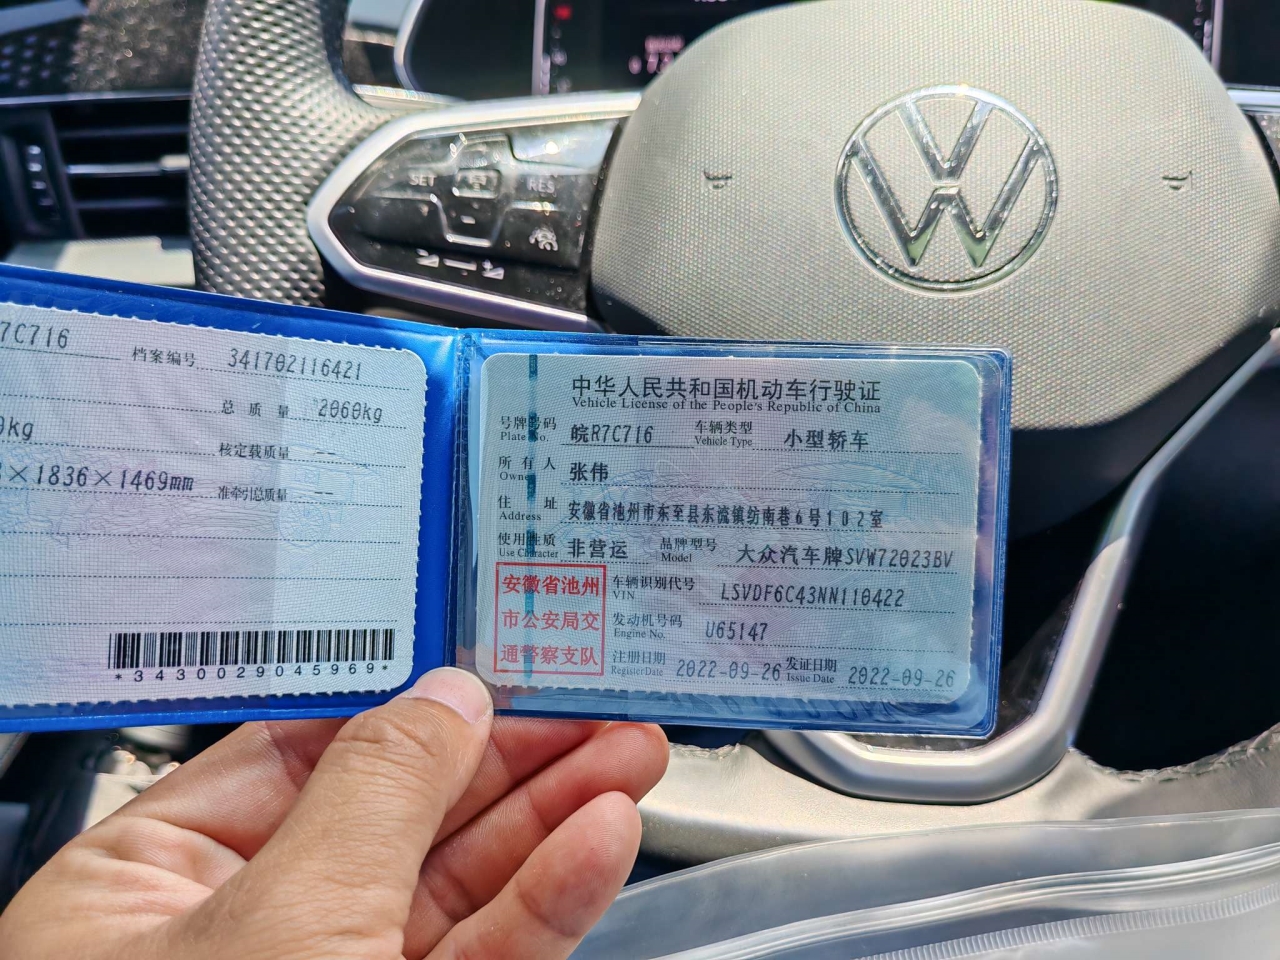 SET
RES
7C716
档案编号 341702116421
总质量 2060kg
0kg
核定载质量 --
×1836×1469mm
准牵引总质量 --
*3430029045969*
中华人民共和国机动车行驶证
Vehicle License of the People's Republic of China
号牌号码 皖R7C716 车辆类型 小型轿车
Plate No. Vehicle Type
所有人 张伟
Owner
住址 安徽省池州市东至县东流镇纺南巷6号102室
Address
使用性质 非营运 品牌型号 大众汽车牌SVW72023BV
Use Character Model
安徽省池州
市公安局交
通警察支队
车辆识别代号 LSVDF6C43NN110422
VIN
发动机号码 U65147
Engine No.
注册日期 2022-09-26 发证日期 2022-09-26
Register Date Issue Date